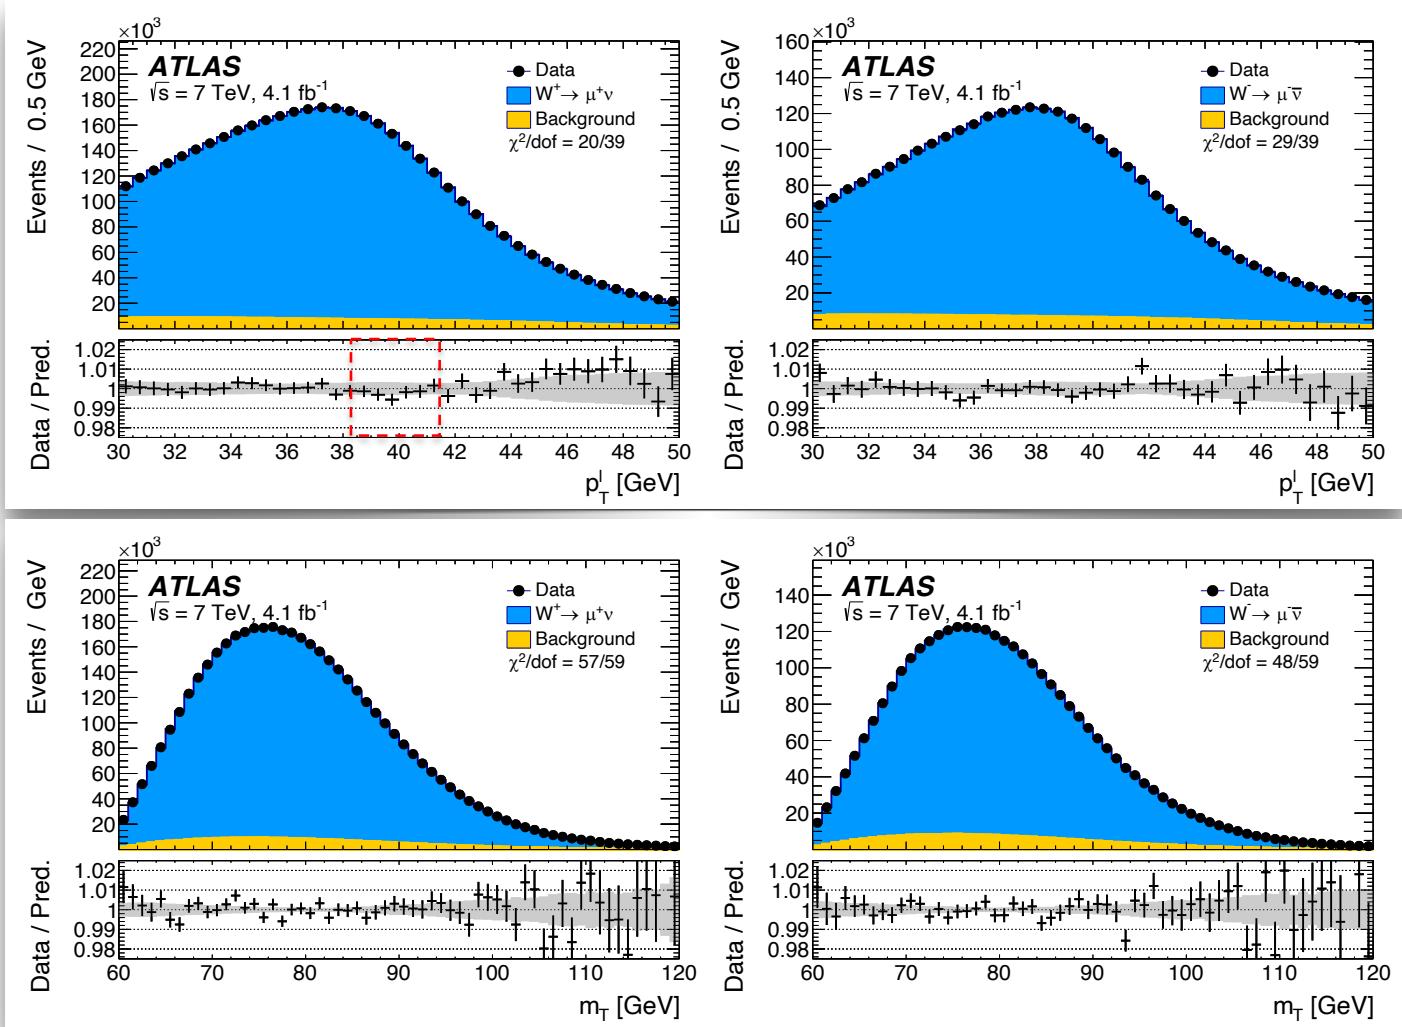 ×10³
Events / 0.5 GeV
220
200
180
160
140
120
100
80
60
40
20
ATLAS
√s = 7 TeV, 4.1 fb⁻¹
Data
W⁺→ μ⁺ν
Background
χ²/dof = 20/39
Data / Pred.
1.02
1.01
1
0.99
0.98
30 32 34 36 38 40 42 44 46 48 50
p_T^l [GeV]
×10³
Events / 0.5 GeV
160
140
120
100
80
60
40
20
ATLAS
√s = 7 TeV, 4.1 fb⁻¹
Data
W⁻→ μ⁻ν̅
Background
χ²/dof = 29/39
Data / Pred.
1.02
1.01
1
0.99
0.98
30 32 34 36 38 40 42 44 46 48 50
p_T^l [GeV]
×10³
Events / GeV
220
200
180
160
140
120
100
80
60
40
20
ATLAS
√s = 7 TeV, 4.1 fb⁻¹
Data
W⁺→ μ⁺ν
Background
χ²/dof = 57/59
Data / Pred.
1.02
1.01
1
0.99
0.98
60 70 80 90 100 110 120
m_T [GeV]
×10³
Events / GeV
140
120
100
80
60
40
20
ATLAS
√s = 7 TeV, 4.1 fb⁻¹
Data
W⁻→ μ⁻ν̅
Background
χ²/dof = 48/59
Data / Pred.
1.02
1.01
1
0.99
0.98
60 70 80 90 100 110 120
m_T [GeV]